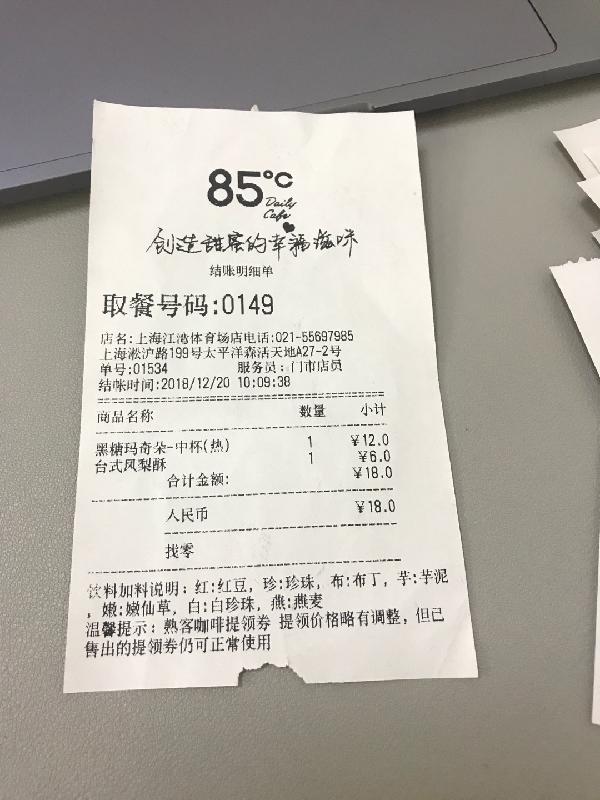 85°C
Daily
Cafe
创造甜蜜的幸福滋味
结账明细单
取餐号码:0149
店名:上海江湾体育场店电话:021-55697985
上海淞沪路199号太平洋森活天地A27-2号
单号:01534 服务员:门市店员
结帐时间:2018/12/20 10:09:38
商品名称 数量 小计
黑糖玛奇朵-中杯(热) 1 ¥12.0
台式凤梨酥 1 ¥6.0
合计金额: ¥18.0
人民币 ¥18.0
找零
饮料加料说明:红:红豆,珍:珍珠,布:布丁,芋:芋泥
,嫩:嫩仙草,白:白珍珠,燕:燕麦
温馨提示:熟客咖啡提领券 提领价格略有调整,但已
售出的提领券仍可正常使用